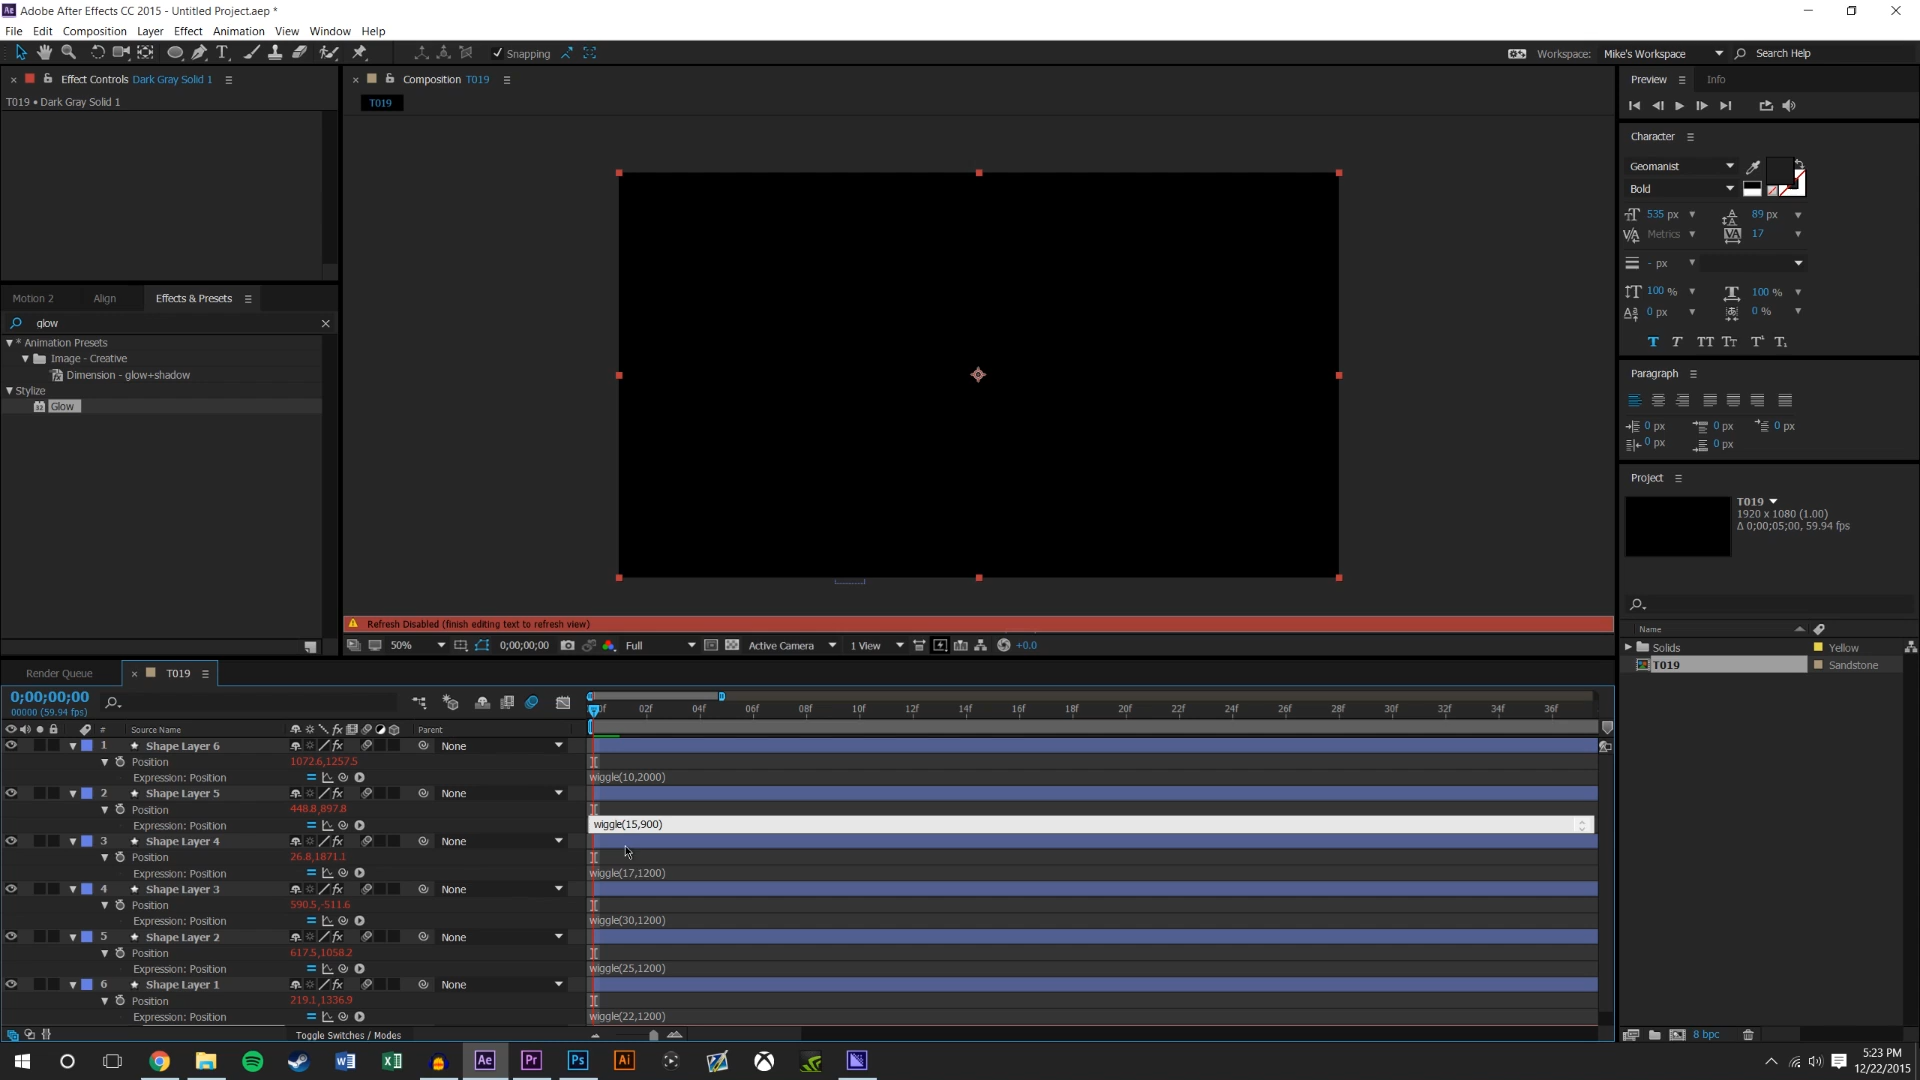 Adobe After Effects CC 2015 - Untitled Project.aep *
File Edit Composition Layer Effect Animation View Window Help
Snapping
Workspace: Mike's Workspace
Search Help
Effect Controls Dark Gray Solid 1
T019 • Dark Gray Solid 1
Composition T019
T019
Preview
Info
Character
Geomanist
Bold
535 px
89 px
Metrics
17
- px
100 %
100 %
0 px
0 %
Paragraph
0 px
0 px
0 px
0 px
0 px
Motion 2
Align
Effects & Presets
glow
* Animation Presets
Image - Creative
Dimension - glow+shadow
Stylize
Glow
Project
T019
1920 x 1080 (1.00)
Δ 0;00;05;00, 59.94 fps
Name
Solids
Yellow
T019
Sandstone
8 bpc
Refresh Disabled (finish editing text to refresh view)
50%
0;00;00;00
Full
Active Camera
1 View
+0.0
Render Queue
T019
0;00;00;00
00000 (59.94 fps)
02f 04f 06f 08f 10f 12f 14f 16f 18f 20f 22f 24f 26f 28f 30f 32f 34f 36f
# Source Name
Parent
1 Shape Layer 6 None
Position 1072.6,1257.5
Expression: Position wiggle(10,2000)
2 Shape Layer 5 None
Position 448.8,897.8
Expression: Position wiggle(15,900)
3 Shape Layer 4 None
Position 26.8,1871.1
Expression: Position wiggle(17,1200)
4 Shape Layer 3 None
Position 590.5,-511.6
Expression: Position wiggle(30,1200)
5 Shape Layer 2 None
Position 617.5,1058.2
Expression: Position wiggle(25,1200)
6 Shape Layer 1 None
Position 219.1,1336.9
Expression: Position wiggle(22,1200)
Toggle Switches / Modes
5:23 PM
12/22/2015